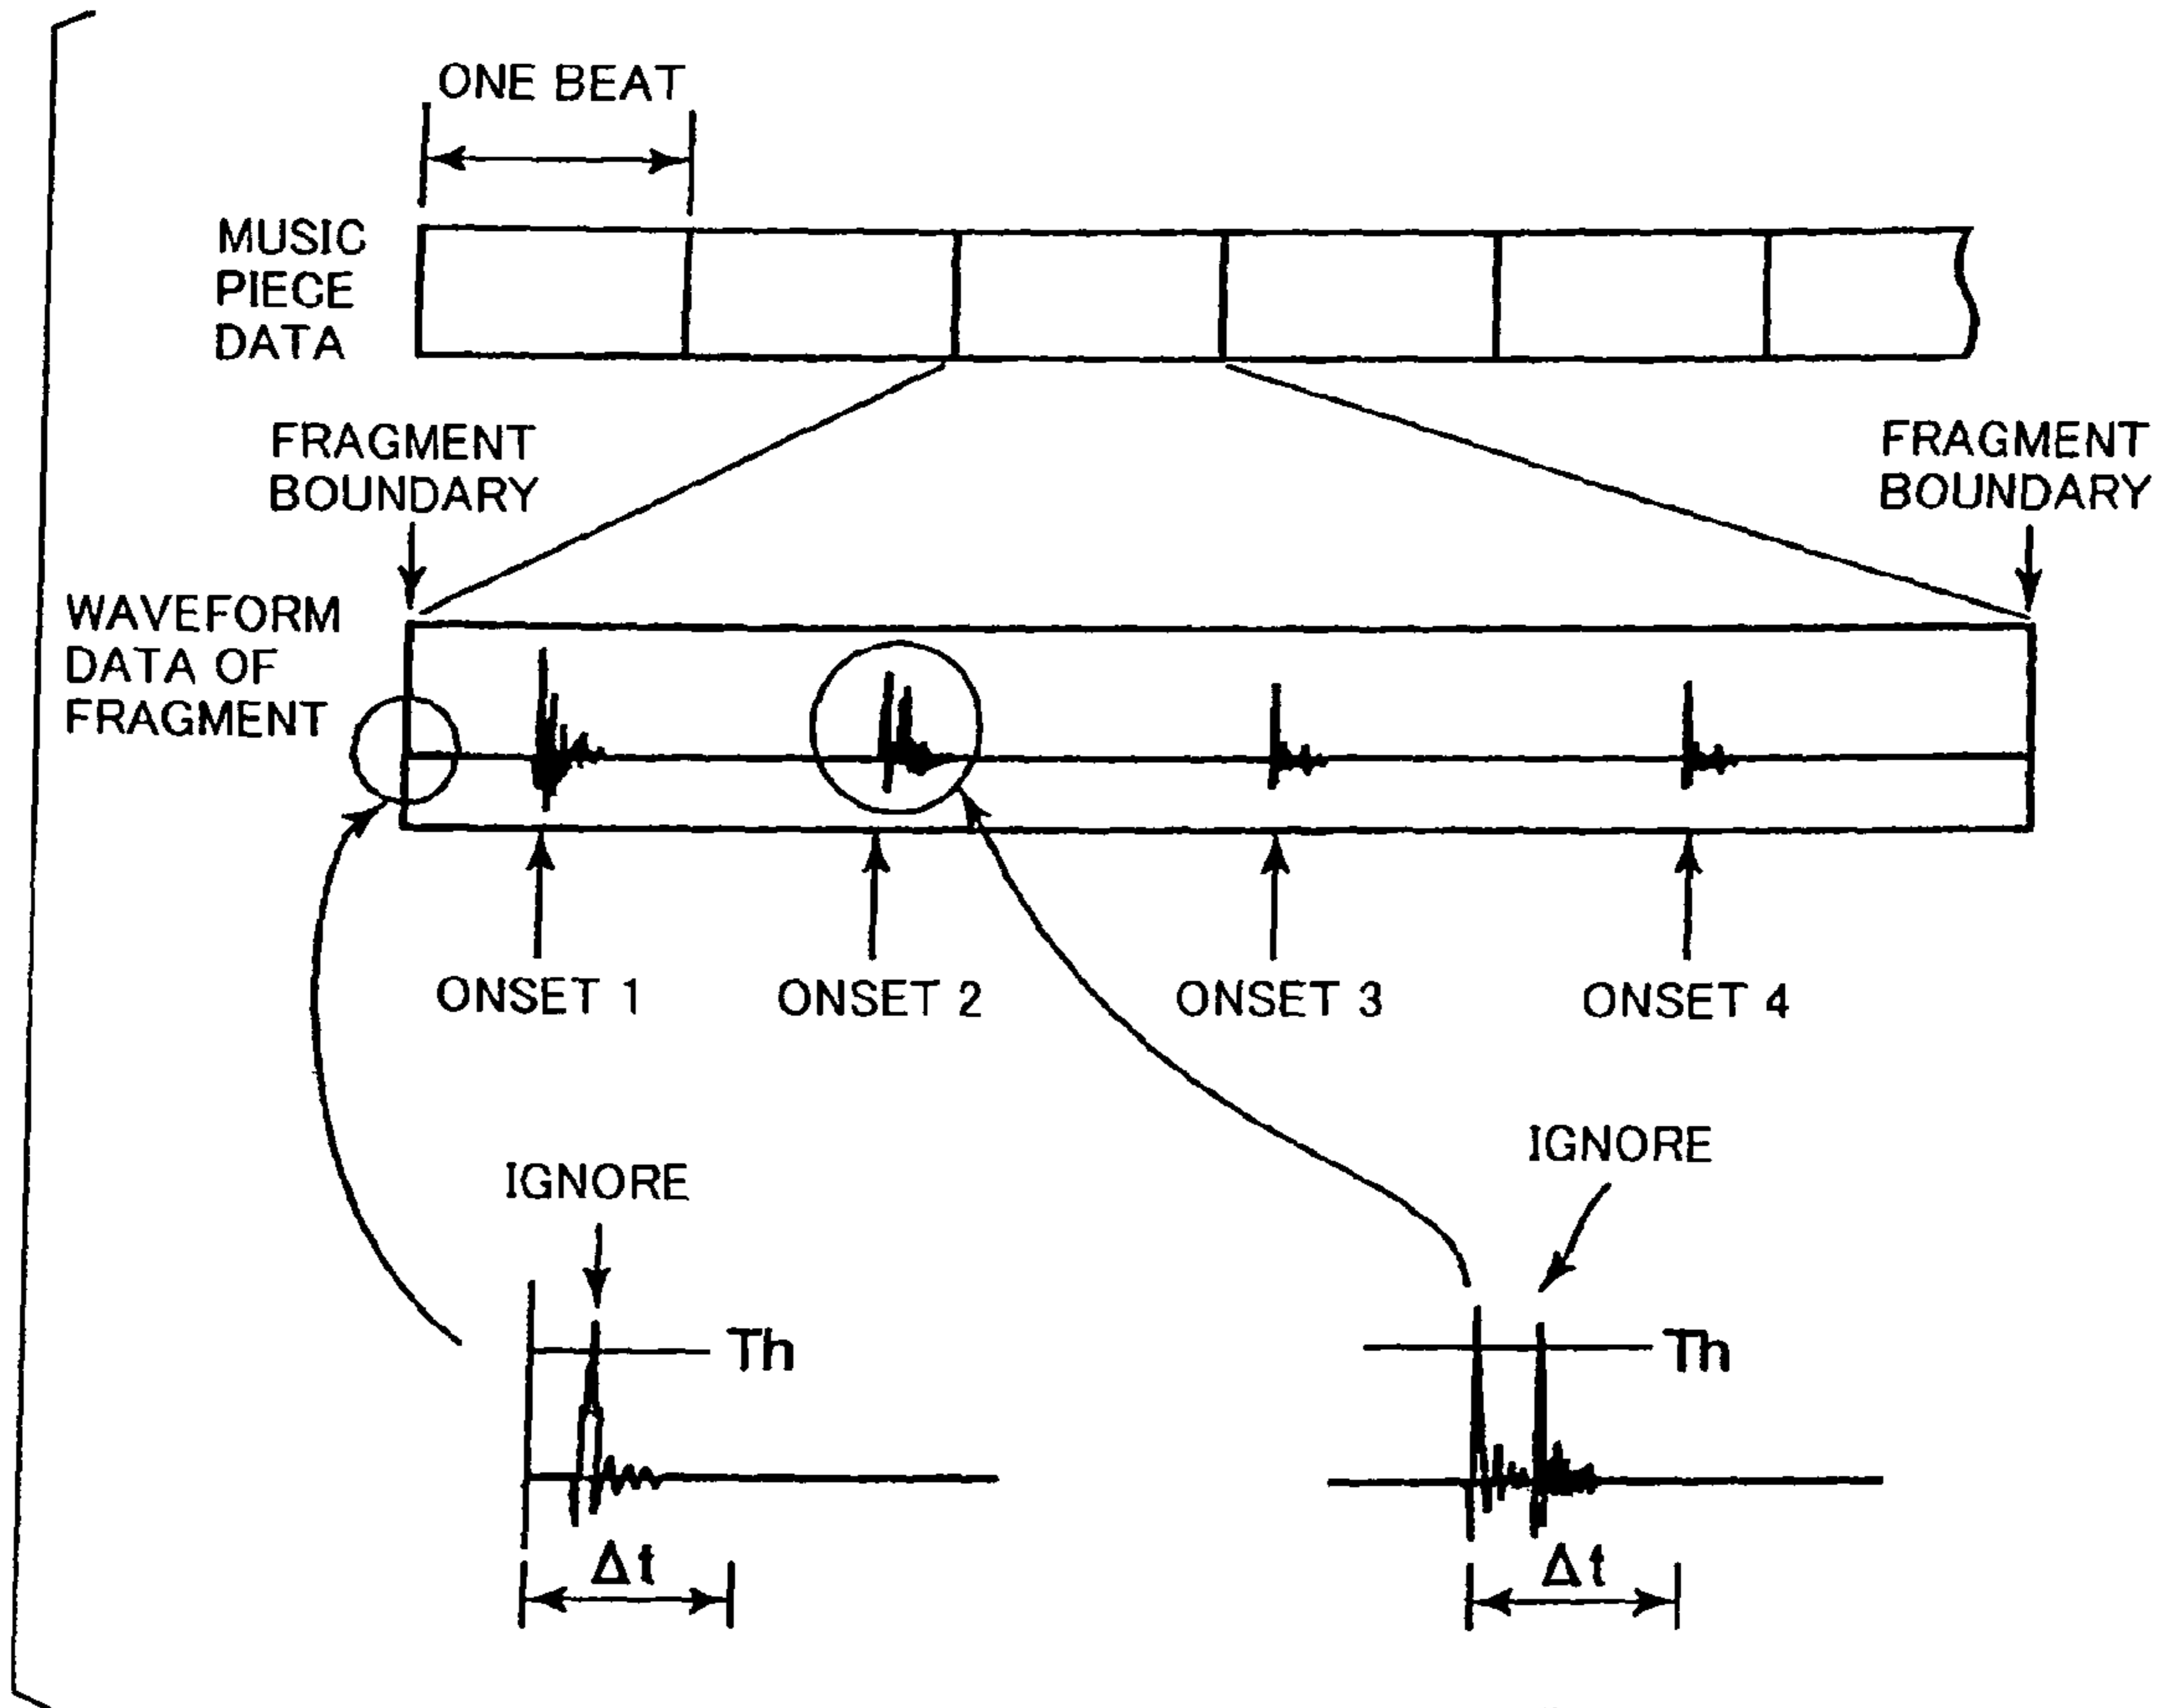 ONE BEAT
MUSIC
PIECE
DATA
FRAGMENT
BOUNDARY
FRAGMENT
BOUNDARY
WAVEFORM
DATA OF
FRAGMENT
ONSET 1
ONSET 2
ONSET 3
ONSET 4
IGNORE
IGNORE
Th
Th
Δt
Δt